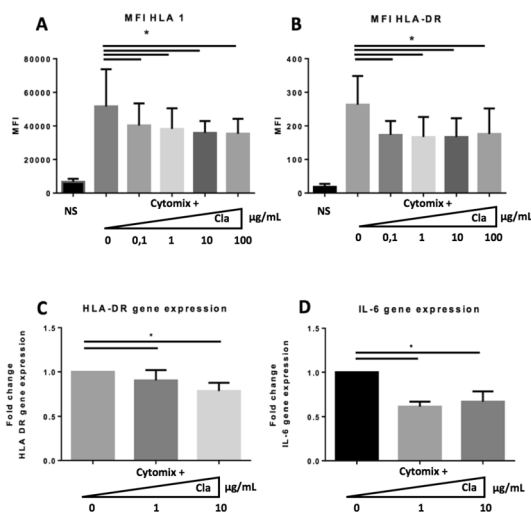 A
MFI HLA 1
*
MFI
80000
60000
40000
20000
0
NS
Cytomix +
Cla
µg/mL
0 0,1 1 10 100
B
MFI HLA-DR
*
MFI
400
300
200
100
0
NS
Cytomix +
Cla
µg/mL
0 0,1 1 10 100
C
HLA-DR gene expression
*
Fold change
HLA DR gene expression
1.5
1.0
0.5
0.0
Cytomix +
Cla
µg/mL
0 1 10
D
IL-6 gene expression
*
Fold change
IL-6 gene expression
1.5
1.0
0.5
0.0
Cytomix +
Cla
µg/mL
0 1 10